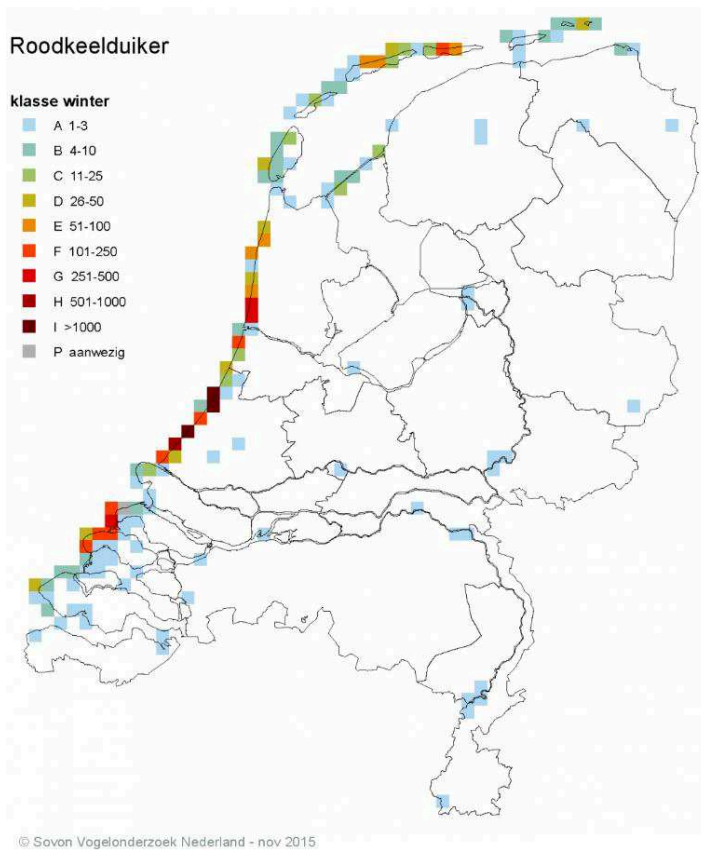 Roodkeelduiker
klasse winter
A 1-3
B 4-10
C 11-25
D 26-50
E 51-100
F 101-250
G 251-500
H 501-1000
I >1000
P aanwezig
© Sovon Vogelonderzoek Nederland - nov 2015